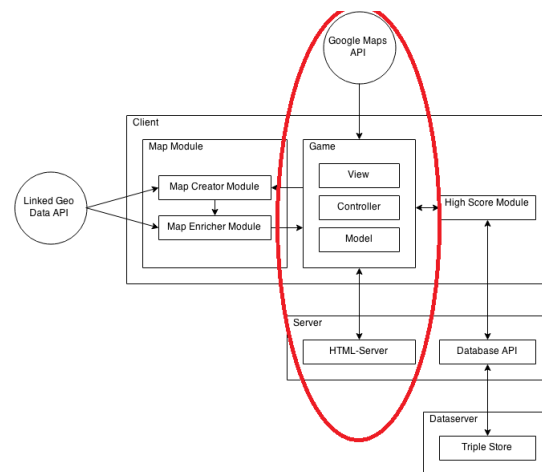 Google Maps
API
Client
Map Module
Game
Map Creator Module
View
Linked Geo
Data API
Controller
High Score Module
Map Enricher Module
Model
Server
HTML-Server
Database API
Dataserver
Triple Store